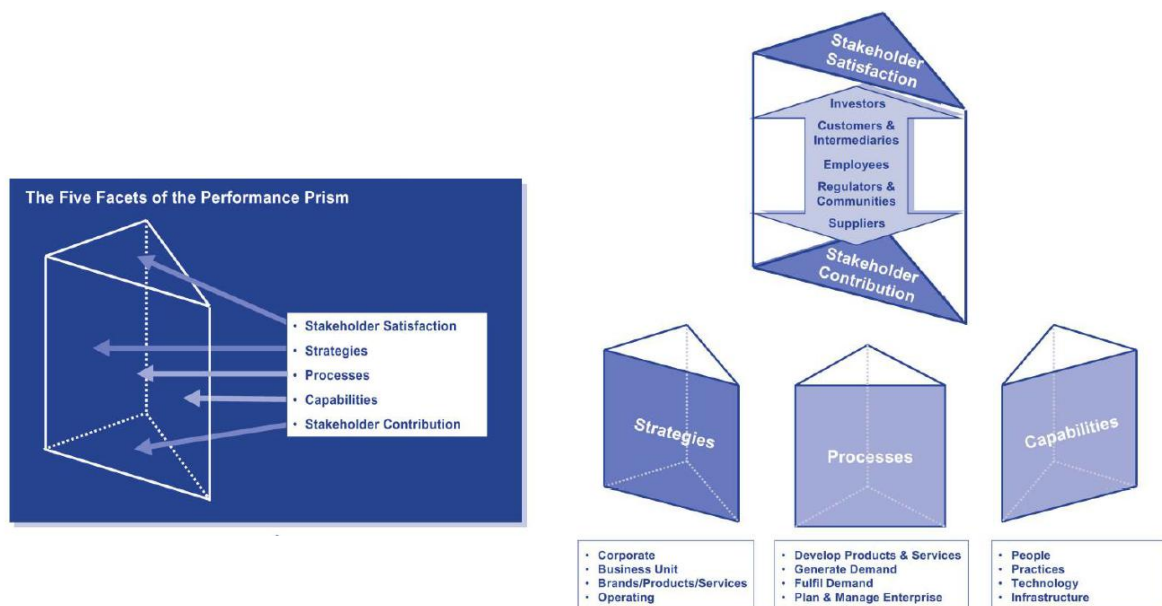 The Five Facets of the Performance Prism
• Stakeholder Satisfaction
• Strategies
• Processes
• Capabilities
• Stakeholder Contribution
Stakeholder
Satisfaction
Investors
Customers &
Intermediaries
Employees
Regulators &
Communities
Suppliers
Stakeholder
Contribution
Strategies
Processes
Capabilities
• Corporate
• Business Unit
• Brands/Products/Services
• Operating
• Develop Products & Services
• Generate Demand
• Fulfil Demand
• Plan & Manage Enterprise
• People
• Practices
• Technology
• Infrastructure